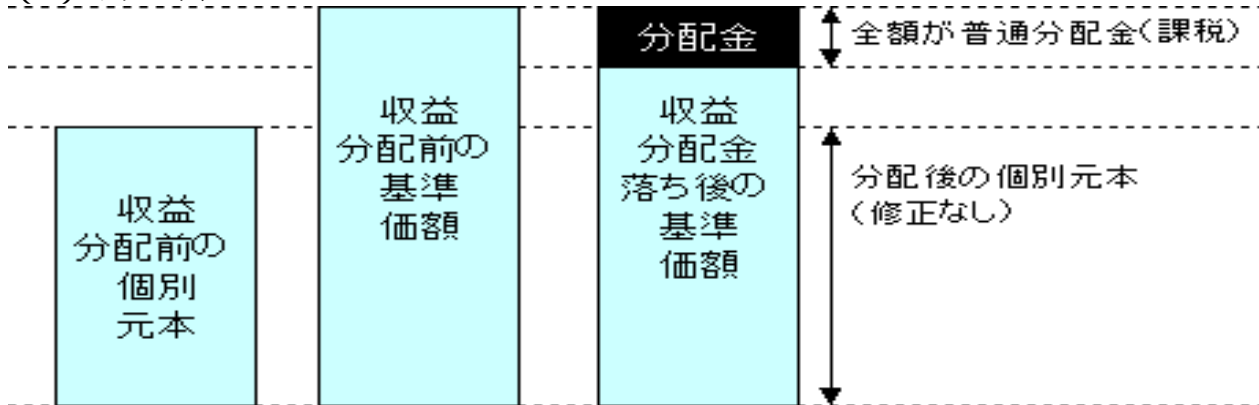 収益
分配前の
個別
元本
収益
分配前の
基準
価額
分配金
収益
分配金
落ち後の
基準
価額
全額が普通分配金(課税)
分配後の個別元本
(修正なし)